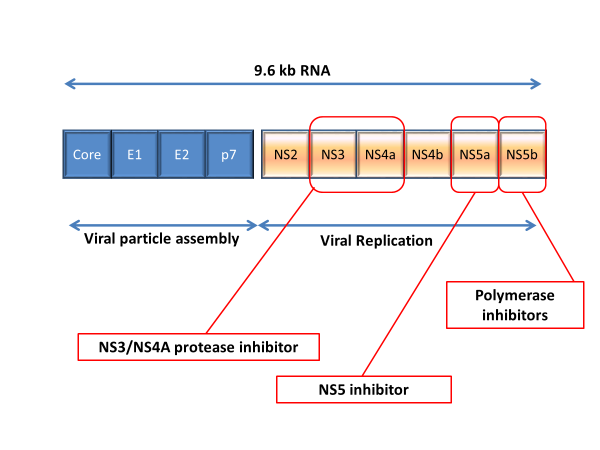 9.6 kb RNA
Core E1 E2 p7 NS2 NS3 NS4a NS4b NS5a NS5b
Viral particle assembly
Viral Replication
Polymerase
inhibitors
NS3/NS4A protease inhibitor
NS5 inhibitor